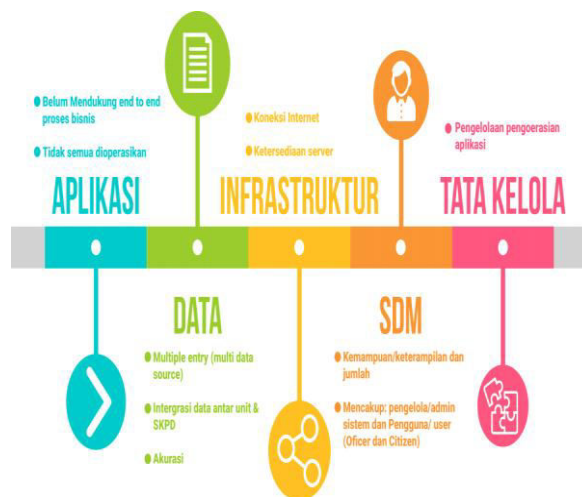 Belum Mendukung end to end
proses bisnis
Tidak semua dioperasikan
APLIKASI
Koneksi Internet
Ketersediaan server
INFRASTRUKTUR
Pengelolaan pengoerasian
aplikasi
TATA KELOLA
DATA
Multiple entry (multi data
source)
Intergrasi data antar unit &
SKPD
Akurasi
SDM
Kemampuan/keterampilan dan
jumlah
Mencakup: pengelola/admin
sistem dan Pengguna/ user
(Oficer dan Citizen)